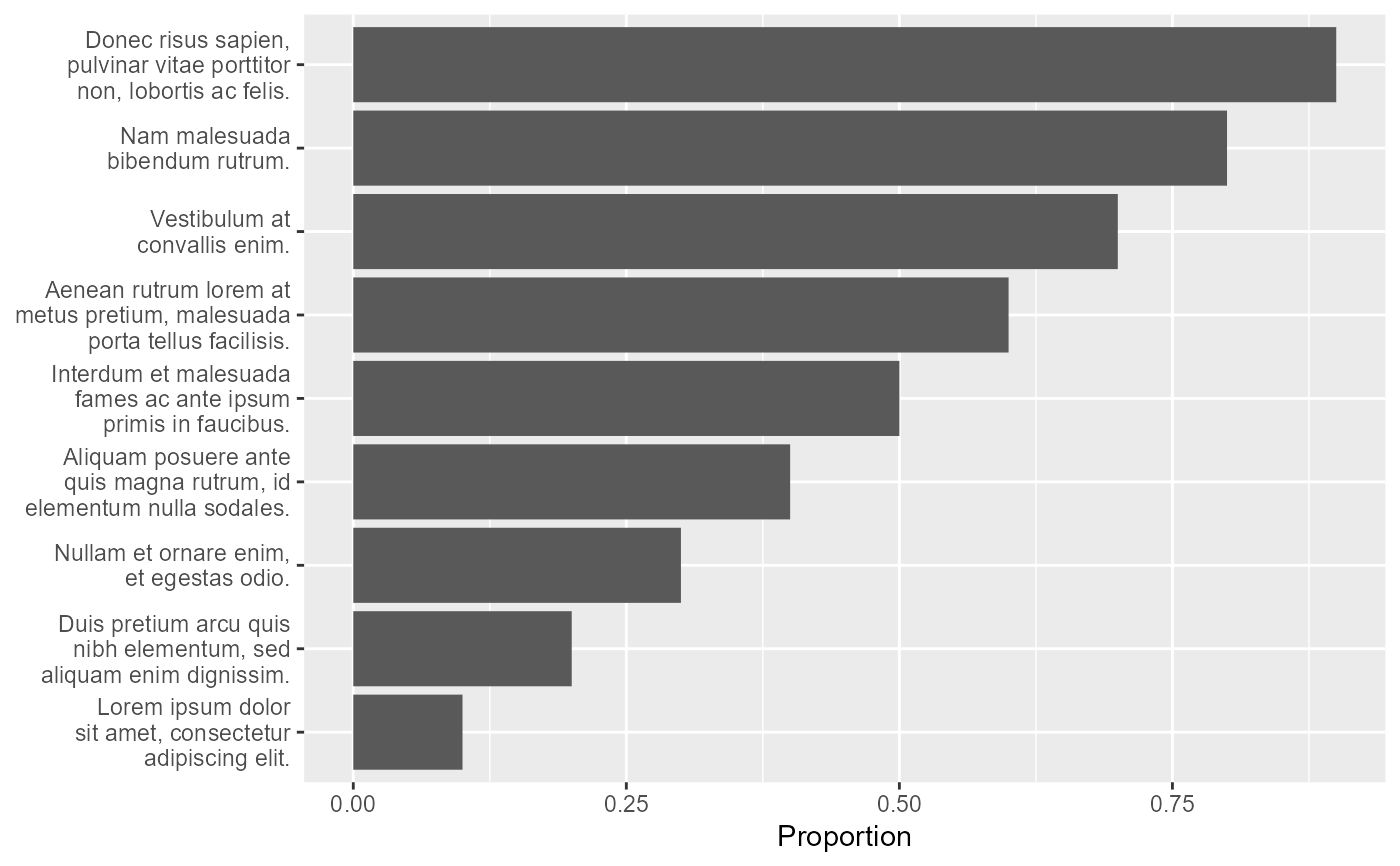 Donec risus sapien,
pulvinar vitae porttitor
non, lobortis ac felis.
Nam malesuada
bibendum rutrum.
Vestibulum at
convallis enim.
Aenean rutrum lorem at
metus pretium, malesuada
porta tellus facilisis.
Interdum et malesuada
fames ac ante ipsum
primis in faucibus.
Aliquam posuere ante
quis magna rutrum, id
elementum nulla sodales.
Nullam et ornare enim,
et egestas odio.
Duis pretium arcu quis
nibh elementum, sed
aliquam enim dignissim.
Lorem ipsum dolor
sit amet, consectetur
adipiscing elit.
0.00 0.25 0.50 0.75
Proportion